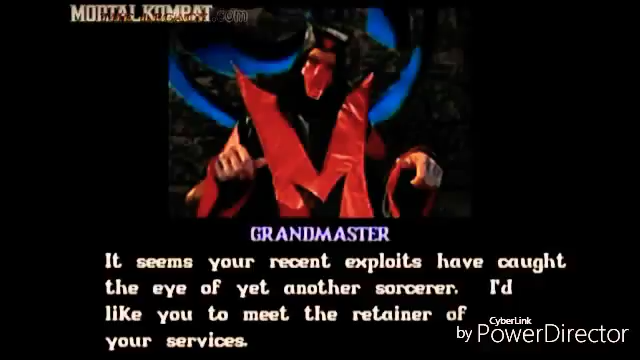 MORTAL KOMBAT
GRANDMASTER
It seems your recent exploits have caught
the eye of yet another sorcerer. I'd
like you to meet the retainer of
your services.
CyberLink
by PowerDirector